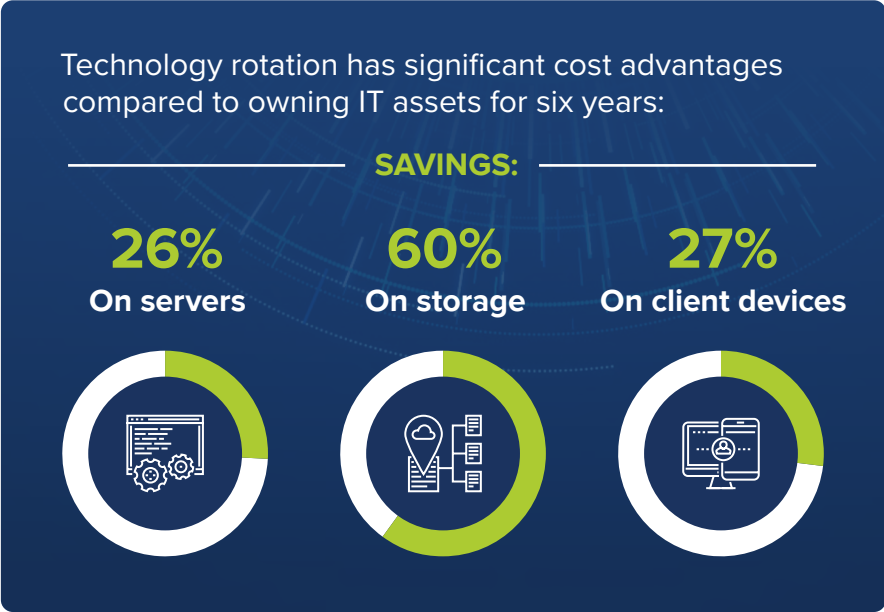 Technology rotation has significant cost advantages
compared to owning IT assets for six years:
SAVINGS:
26%
On servers
60%
On storage
27%
On client devices